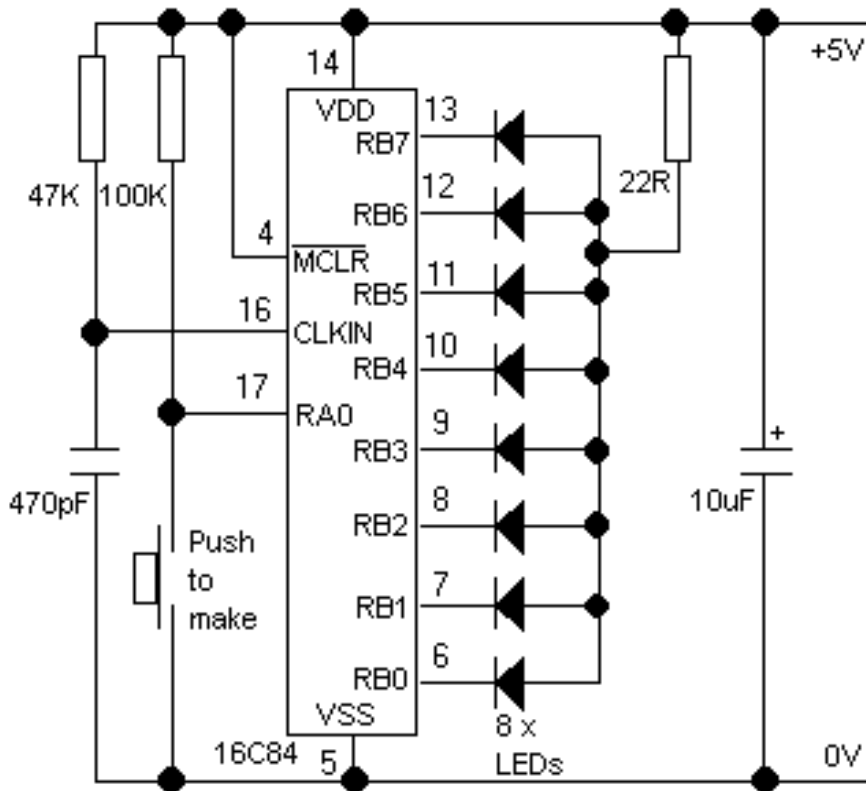 +5V
14
VDD
13
RB7
47K
100K
22R
12
RB6
4
MCLR
11
RB5
16
CLKIN
10
RB4
17
RA0
9
RB3
470pF
+
10uF
8
RB2
Push
to
make
7
RB1
6
RB0
VSS
16C84
5
8 x
LEDs
0V